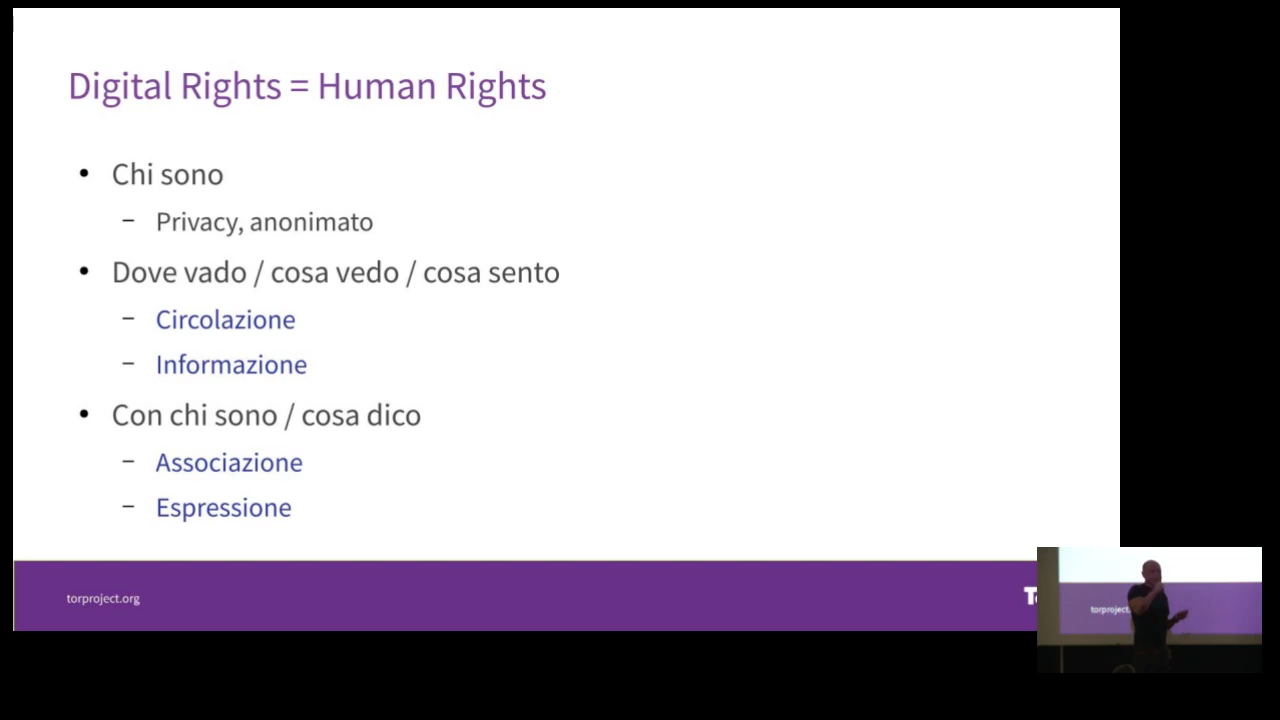 Digital Rights = Human Rights
• Chi sono
– Privacy, anonimato
• Dove vado / cosa vedo / cosa sento
– Circolazione
– Informazione
• Con chi sono / cosa dico
– Associazione
– Espressione
torproject.org
torproject.